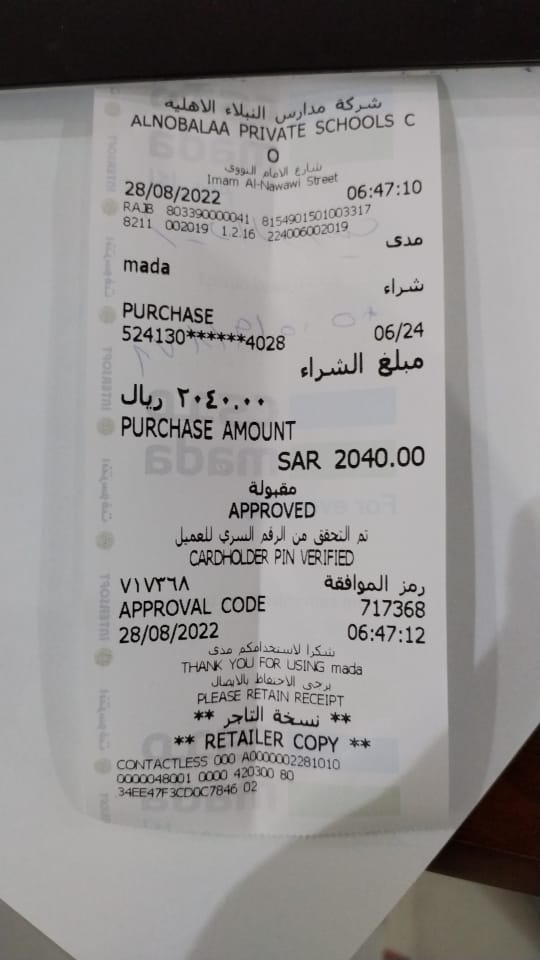 شركة مدارس النبلاء الاهليه
ALNOBALAA PRIVATE SCHOOLS C
O
شارع الامام النووي
Imam Al-Nawawi Street
28/08/2022 06:47:10
RAJB 803390000041 8154901501003317
8211 002019 1.2.16 224006002019
مدى
mada
شراء
PURCHASE
524130******4028 06/24
مبلغ الشراء
٢٠٤٠.٠٠ ريال
PURCHASE AMOUNT
SAR 2040.00
مقبولة
APPROVED
تم التحقق من الرقم السري للعميل
CARDHOLDER PIN VERIFIED
رمز الموافقة ٧١٧٣٦٨
APPROVAL CODE 717368
28/08/2022 06:47:12
شكرا لاستخدامكم مدى
THANK YOU FOR USING mada
يرجى الاحتفاظ بالايصال
PLEASE RETAIN RECEIPT
** نسخة التاجر **
** RETAILER COPY **
CONTACTLESS 000 A0000002281010
0000048001 0000 420300 80
34EE47F3CD0C7846 02